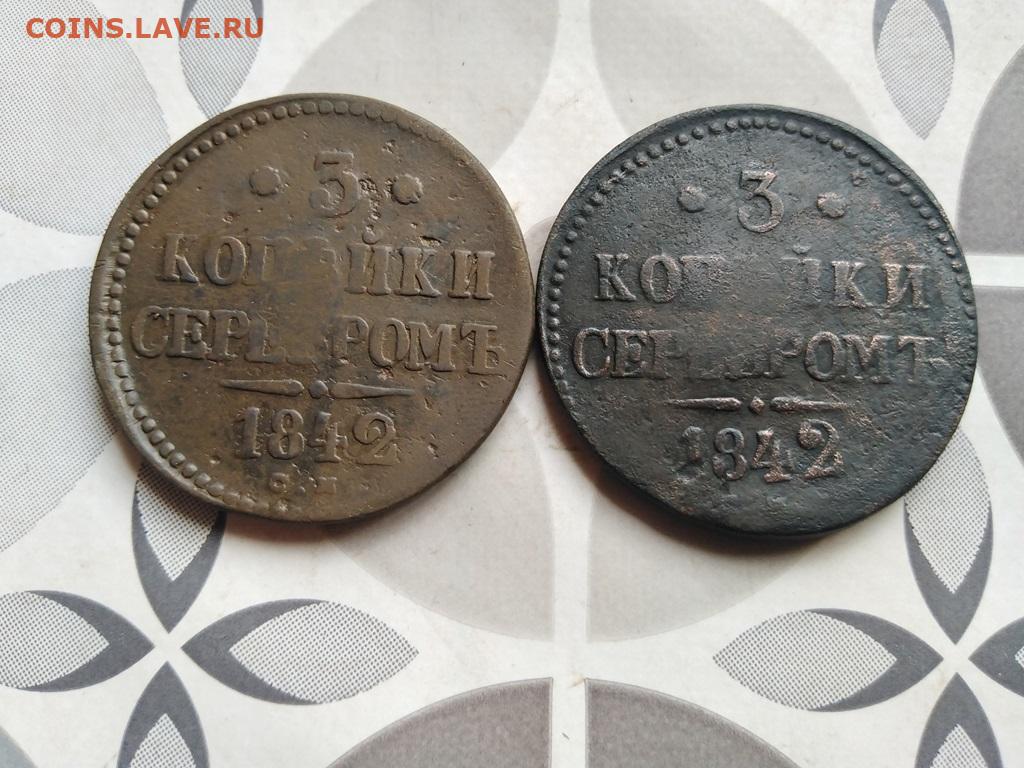 COINS.LAVE.RU
3
КОПѢЙКИ
СЕРЕБРОМЪ
1842
3
КОПѢЙКИ
СЕРЕБРОМЪ
1842